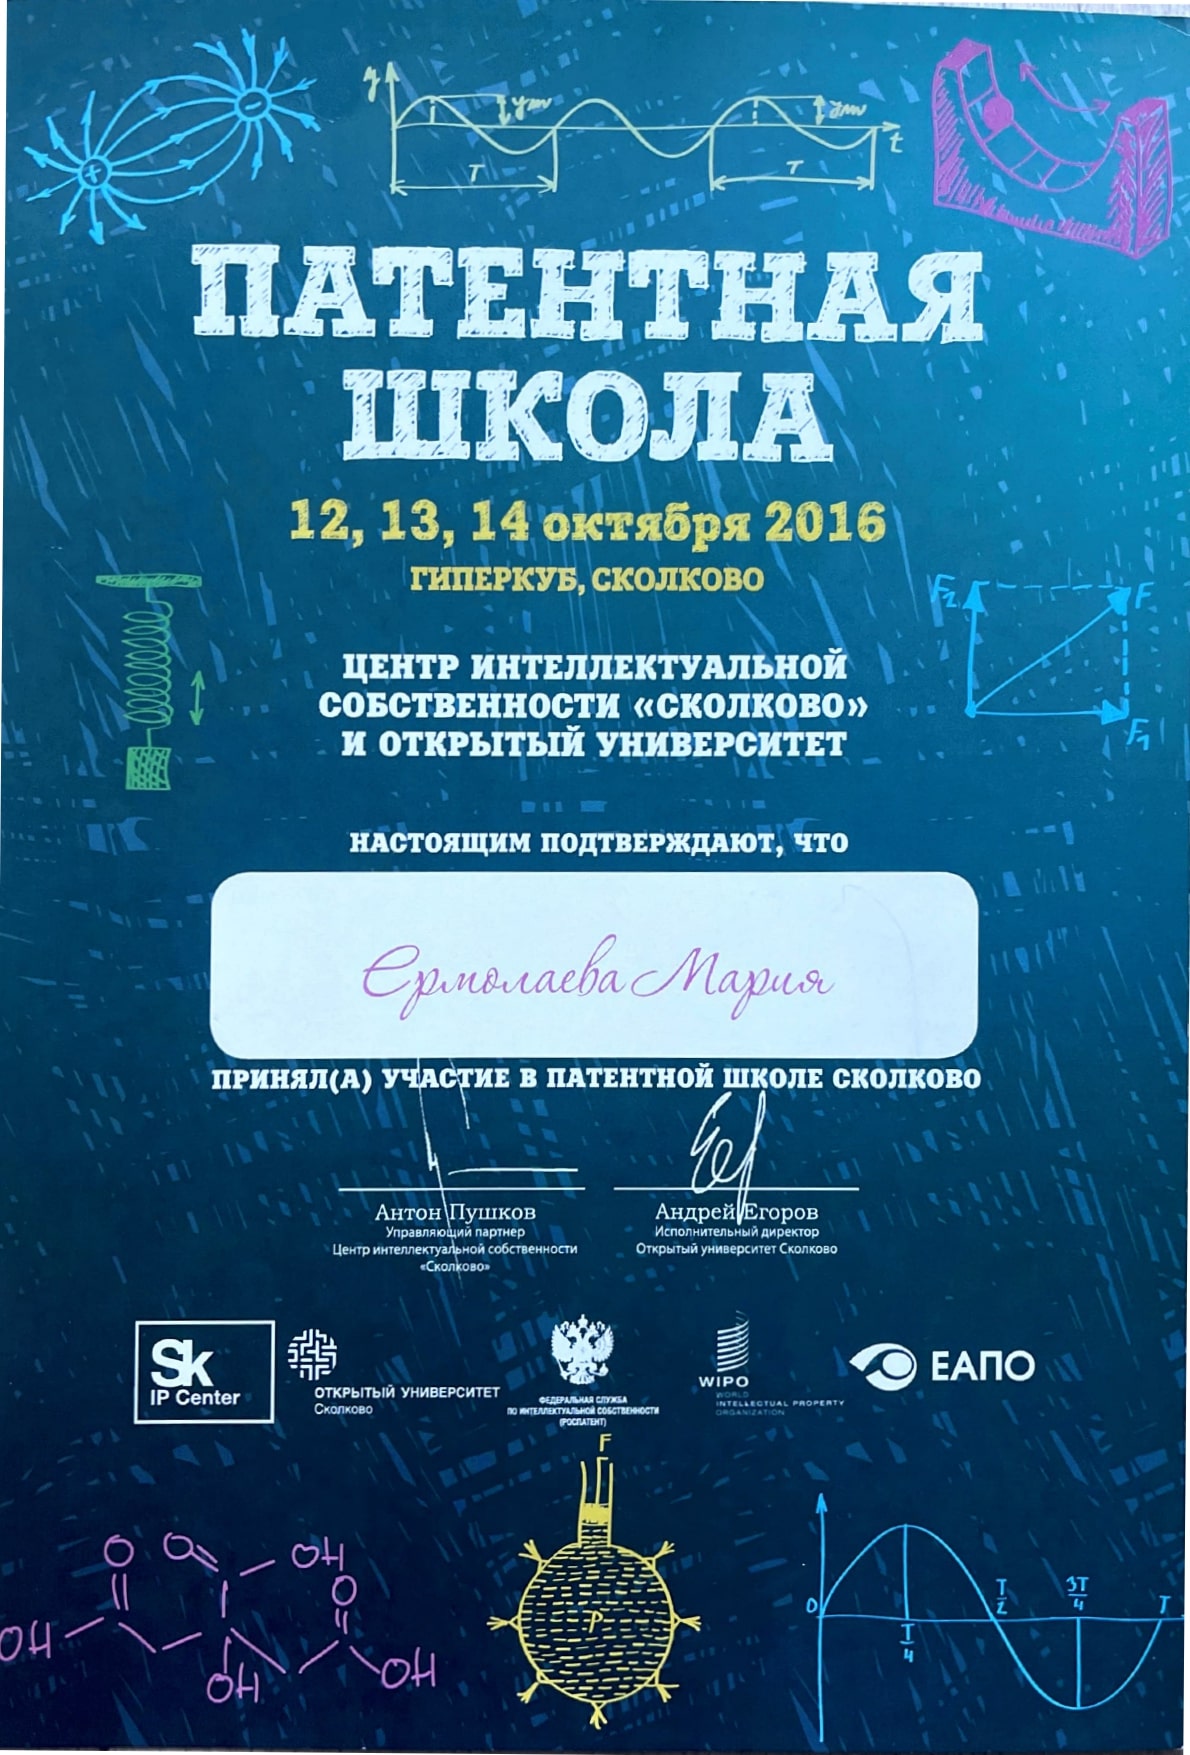 y
ym
ym
t
T
T
+
-
ПАТЕНТНАЯ
ШКОЛА
12, 13, 14 октября 2016
ГИПЕРКУБ, СКОЛКОВО
F2
F
F1
ЦЕНТР ИНТЕЛЛЕКТУАЛЬНОЙ
СОБСТВЕННОСТИ «СКОЛКОВО»
И ОТКРЫТЫЙ УНИВЕРСИТЕТ
НАСТОЯЩИМ ПОДТВЕРЖДАЮТ, ЧТО
Ермолаева Мария
ПРИНЯЛ(А) УЧАСТИЕ В ПАТЕНТНОЙ ШКОЛЕ СКОЛКОВО
Антон Пушков
Управляющий партнер
Центр интеллектуальной собственности
«Сколково»
Андрей Егоров
Исполнительный директор
Открытый университет Сколково
Sk
IP Center
ОТКРЫТЫЙ УНИВЕРСИТЕТ
Сколково
ФЕДЕРАЛЬНАЯ СЛУЖБА
ПО ИНТЕЛЛЕКТУАЛЬНОЙ СОБСТВЕННОСТИ
(РОСПАТЕНТ)
WIPO
WORLD
INTELLECTUAL PROPERTY
ORGANIZATION
ЕАПО
O
O
OH
O
OH
OH
OH
F
P
0
T/4
T/2
3T/4
T